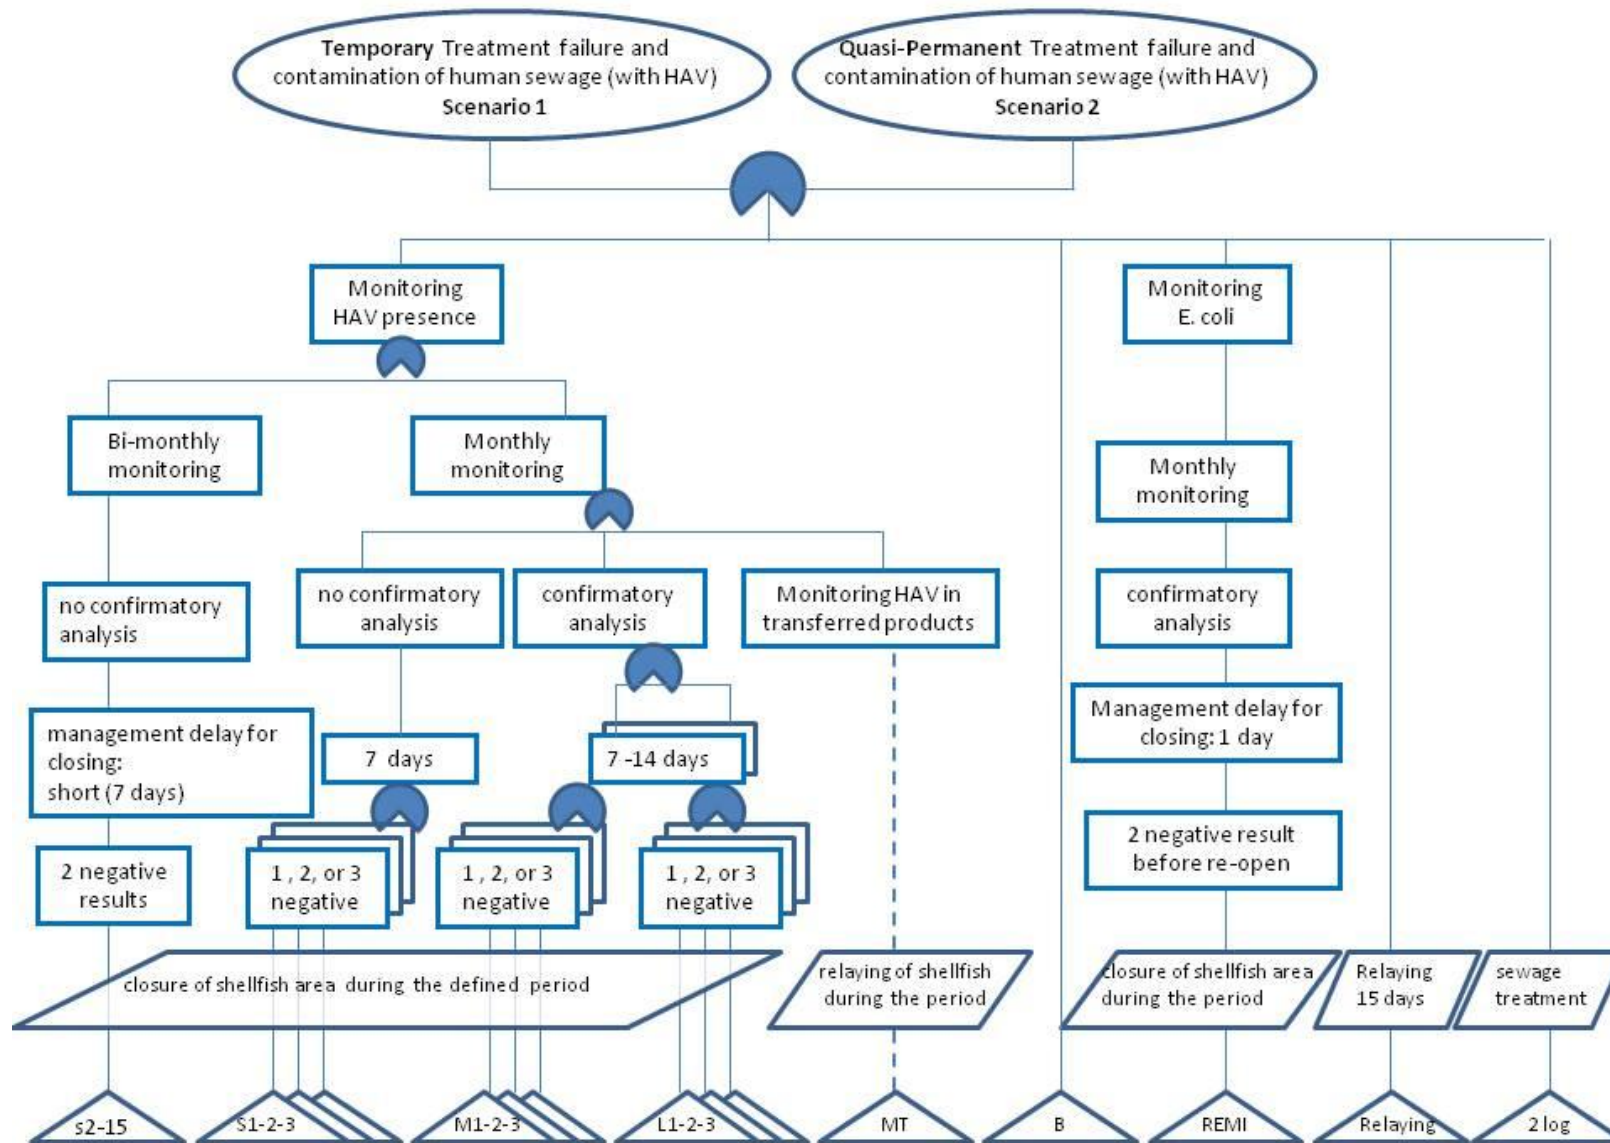 Temporary Treatment failure and
contamination of human sewage (with HAV)
Scenario 1
Quasi-Permanent Treatment failure and
contamination of human sewage (with HAV)
Scenario 2
Monitoring
HAV presence
Monitoring
E. coli
Bi-monthly
monitoring
Monthly
monitoring
Monthly
monitoring
no confirmatory
analysis
no confirmatory
analysis
confirmatory
analysis
Monitoring HAV in
transferred products
confirmatory
analysis
management delay for
closing:
short (7 days)
7 days
7 -14 days
Management delay for
closing: 1 day
2 negative
results
1 , 2, or 3
negative
1 , 2, or 3
negative
1 , 2, or 3
negative
2 negative result
before re-open
closure of shellfish area during the defined period
relaying of shellfish
during the period
closure of shellfish area
during the period
Relaying
15 days
sewage
treatment
s2-15
S1-2-3
M1-2-3
L1-2-3
MT
B
REMI
Relaying
2 log